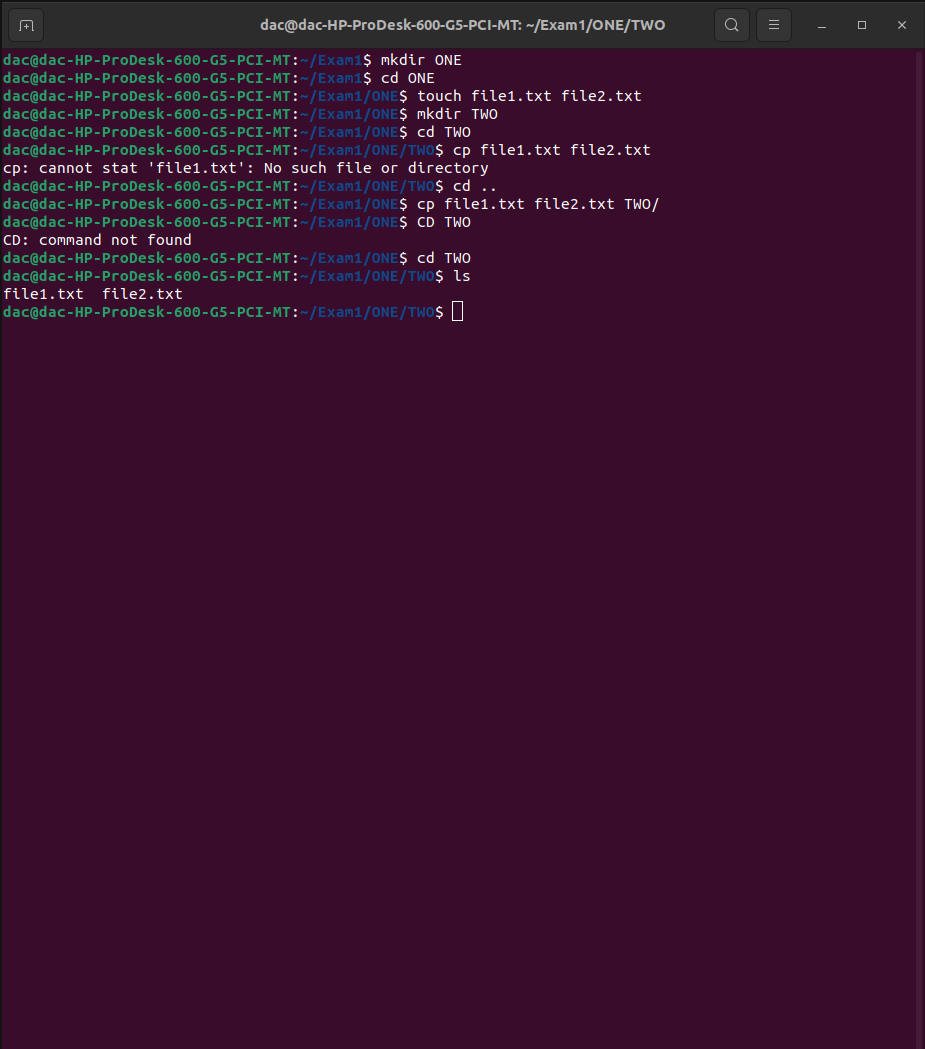 dac@dac-HP-ProDesk-600-G5-PCI-MT: ~/Exam1/ONE/TWO
dac@dac-HP-ProDesk-600-G5-PCI-MT:~/Exam1$ mkdir ONE
dac@dac-HP-ProDesk-600-G5-PCI-MT:~/Exam1$ cd ONE
dac@dac-HP-ProDesk-600-G5-PCI-MT:~/Exam1/ONE$ touch file1.txt file2.txt
dac@dac-HP-ProDesk-600-G5-PCI-MT:~/Exam1/ONE$ mkdir TWO
dac@dac-HP-ProDesk-600-G5-PCI-MT:~/Exam1/ONE$ cd TWO
dac@dac-HP-ProDesk-600-G5-PCI-MT:~/Exam1/ONE/TWO$ cp file1.txt file2.txt
cp: cannot stat 'file1.txt': No such file or directory
dac@dac-HP-ProDesk-600-G5-PCI-MT:~/Exam1/ONE/TWO$ cd ..
dac@dac-HP-ProDesk-600-G5-PCI-MT:~/Exam1/ONE$ cp file1.txt file2.txt TWO/
dac@dac-HP-ProDesk-600-G5-PCI-MT:~/Exam1/ONE$ CD TWO
CD: command not found
dac@dac-HP-ProDesk-600-G5-PCI-MT:~/Exam1/ONE$ cd TWO
dac@dac-HP-ProDesk-600-G5-PCI-MT:~/Exam1/ONE/TWO$ ls
file1.txt  file2.txt
dac@dac-HP-ProDesk-600-G5-PCI-MT:~/Exam1/ONE/TWO$